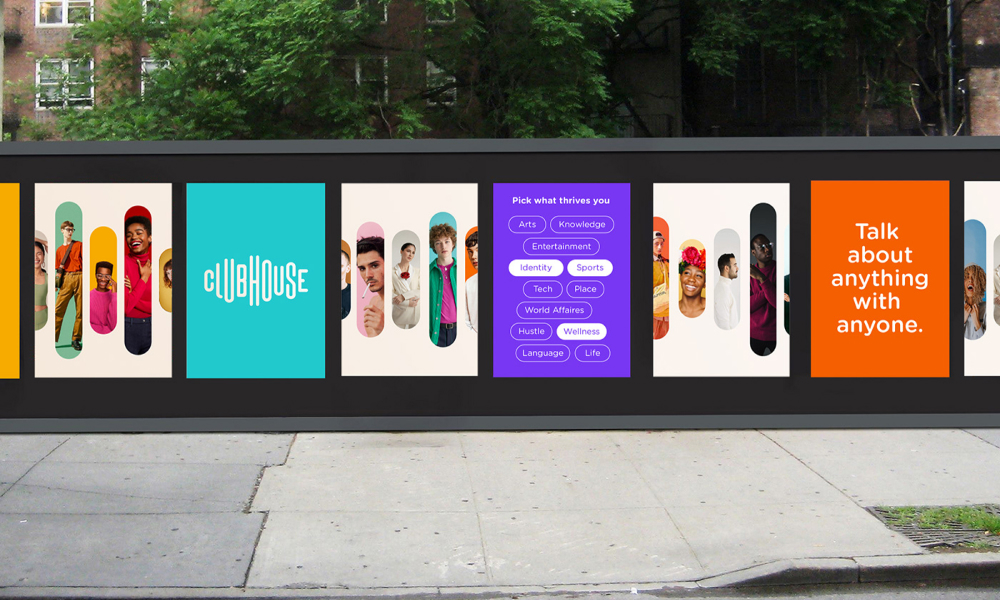 CLUBHOUSE
Pick what thrives you
Arts Knowledge
Entertainment
Identity Sports
Tech Place
World Affaires
Hustle Wellness
Language Life
Talk
about
anything
with
anyone.